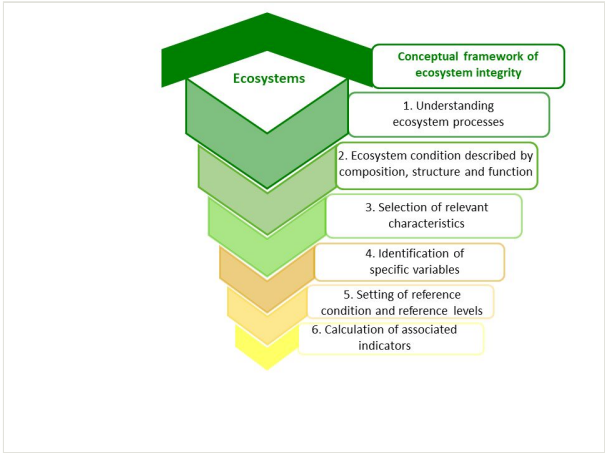 Conceptual framework of
ecosystem integrity
Ecosystems
1. Understanding
ecosystem processes
2. Ecosystem condition described by
composition, structure and function
3. Selection of relevant
characteristics
4. Identification of
specific variables
5. Setting of reference
condition and reference levels
6. Calculation of associated
indicators